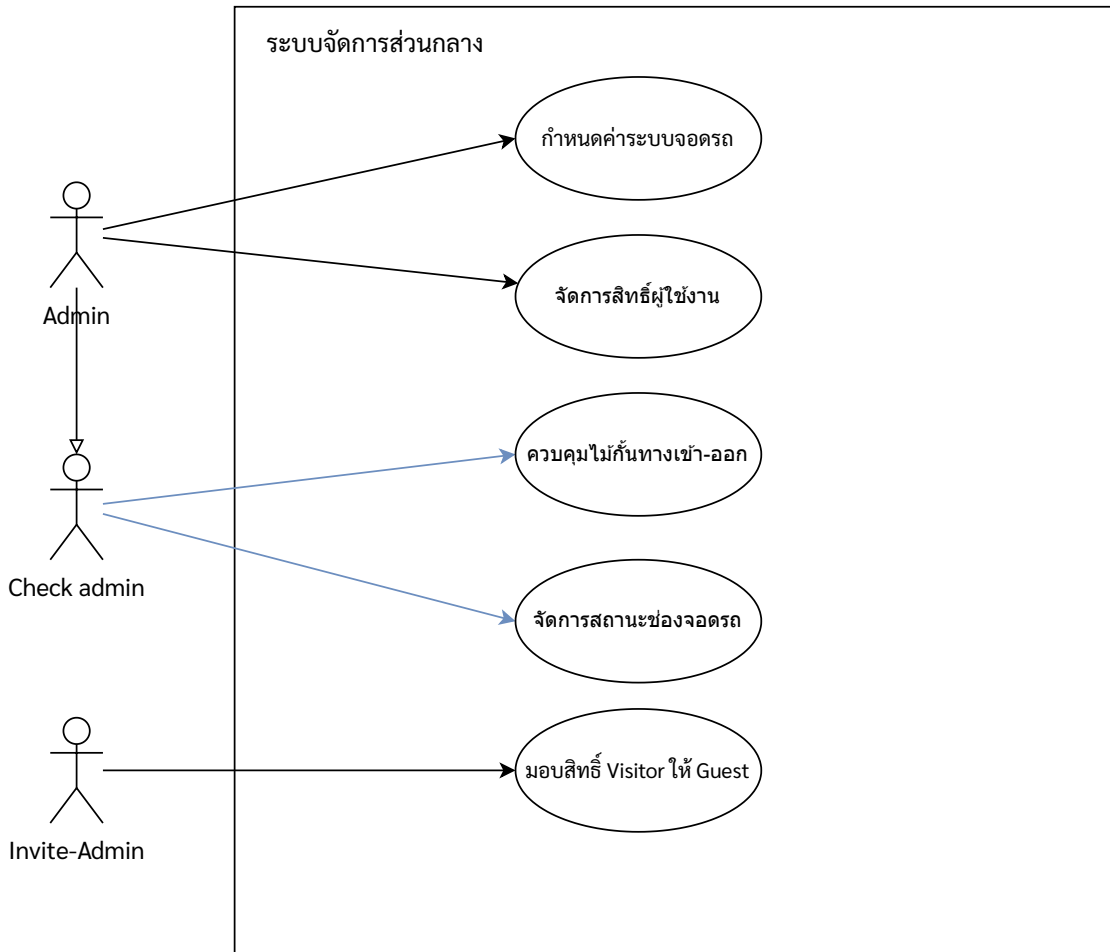 ระบบจัดการส่วนกลาง
กำหนดค่าระบบจอดรถ
Admin
จัดการสิทธิ์ผู้ใช้งาน
ควบคุมไม้กั้นทางเข้า-ออก
Check admin
จัดการสถานะช่องจอดรถ
มอบสิทธิ์ Visitor ให้ Guest
Invite-Admin